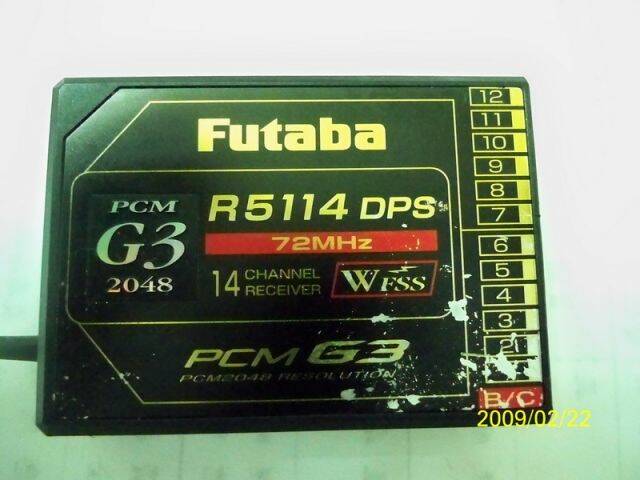 Futaba
PCM
G3
2048
R5114 DPS
72MHz
14 CHANNEL
RECEIVER
WFSS
PCM G3
PCM2048 RESOLUTION
12
11
10
9
8
7
6
5
4
3
2
B/C
2009/02/22